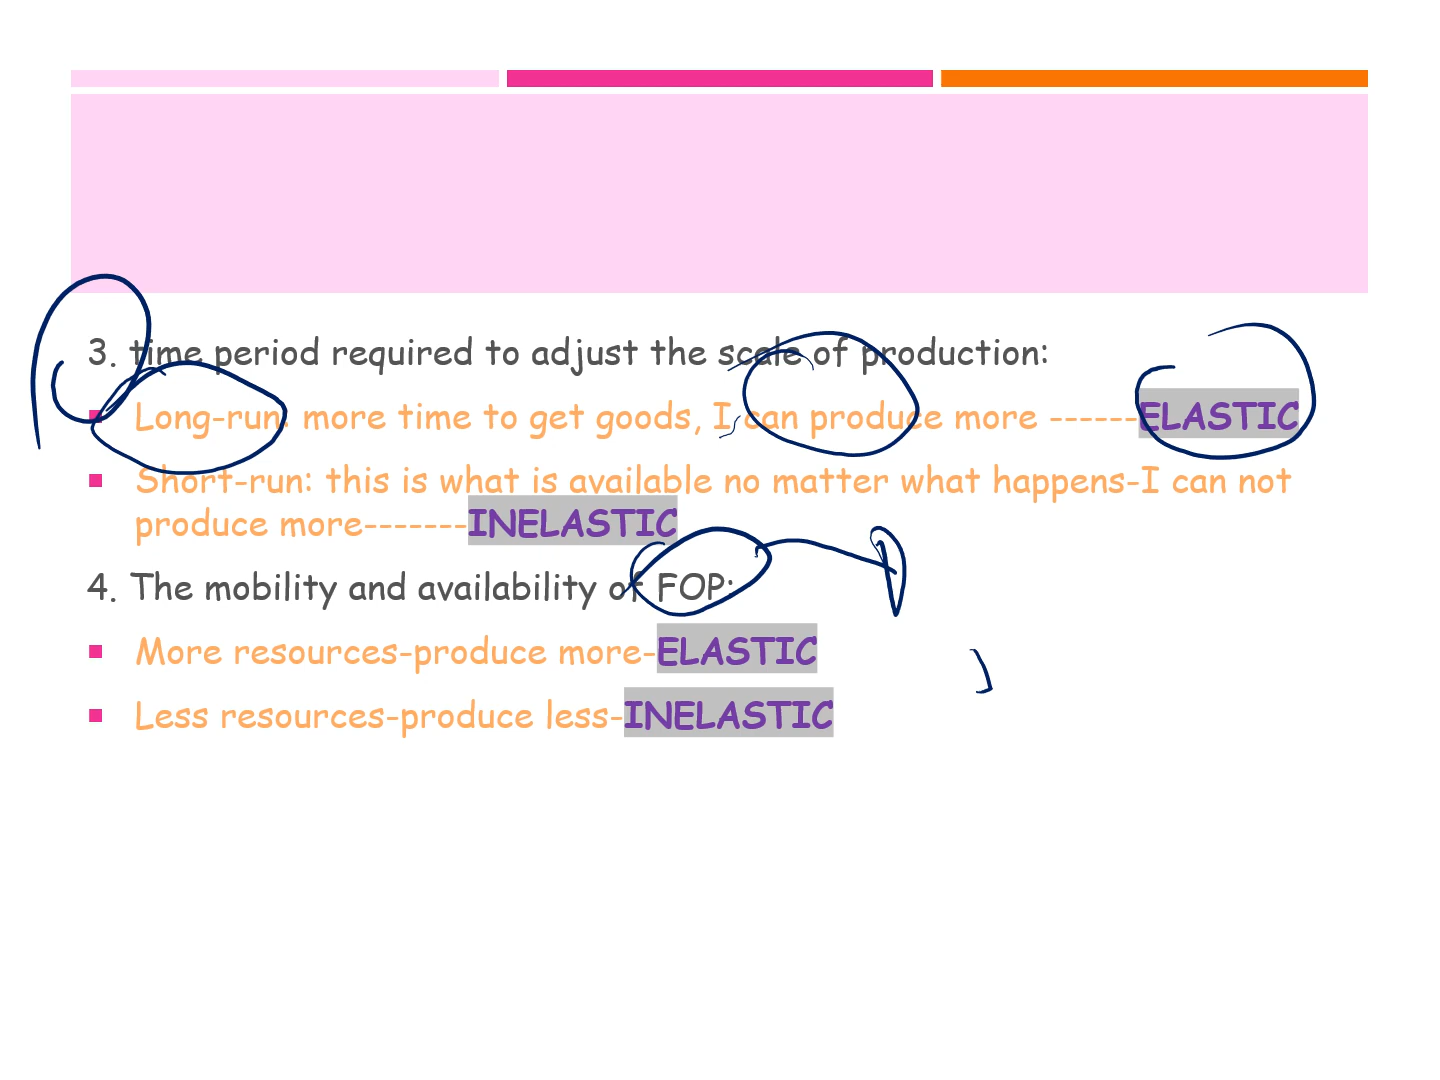 3. time period required to adjust the scale of production:
Long-run: more time to get goods, I can produce more ------ELASTIC
Short-run: this is what is available no matter what happens-I can not
produce more-------INELASTIC
4. The mobility and availability of FOP:
More resources-produce more-ELASTIC
Less resources-produce less-INELASTIC